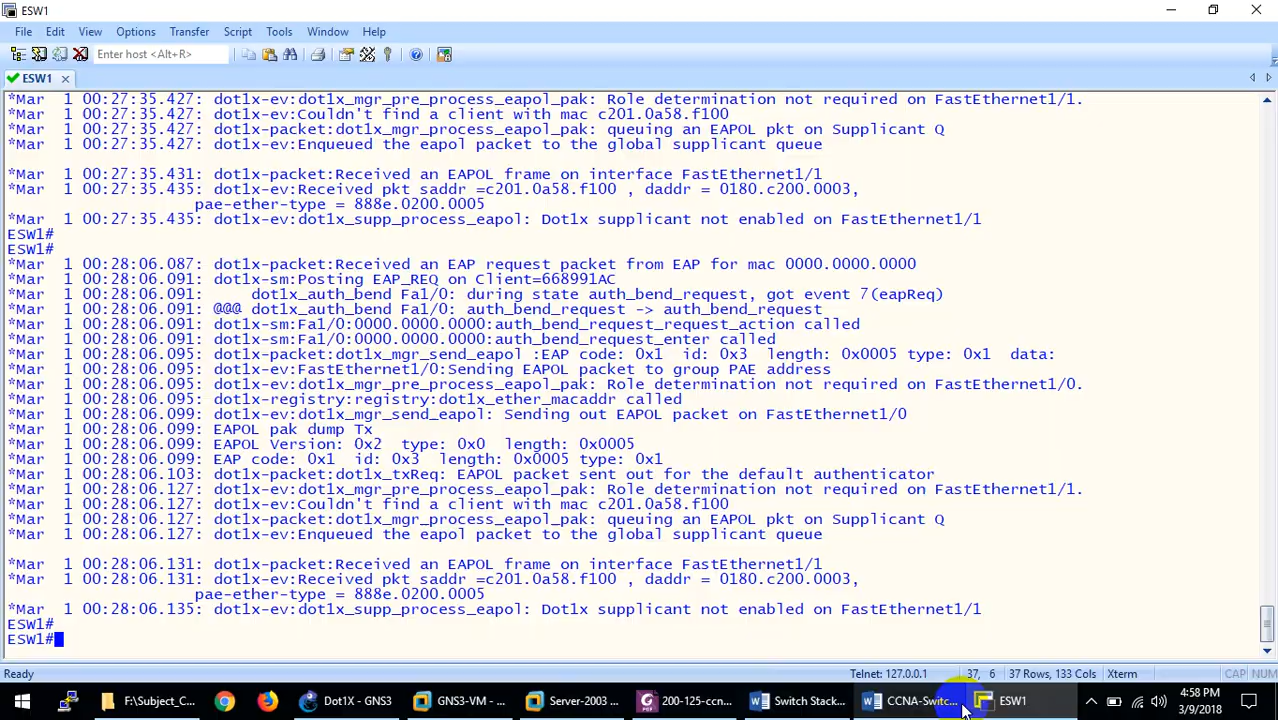 ESW1
File Edit View Options Transfer Script Tools Window Help
Enter host <Alt+R>
ESW1
*Mar  1 00:27:35.427: dot1x-ev:dot1x_mgr_pre_process_eapol_pak: Role determination not required on FastEthernet1/1.
*Mar  1 00:27:35.427: dot1x-ev:Couldn't find a client with mac c201.0a58.f100
*Mar  1 00:27:35.427: dot1x-packet:dot1x_mgr_process_eapol_pak: queuing an EAPOL pkt on Supplicant Q
*Mar  1 00:27:35.427: dot1x-ev:Enqueued the eapol packet to the global supplicant queue
*Mar  1 00:27:35.431: dot1x-packet:Received an EAPOL frame on interface FastEthernet1/1
*Mar  1 00:27:35.435: dot1x-ev:Received pkt saddr =c201.0a58.f100 , daddr = 0180.c200.0003,
pae-ether-type = 888e.0200.0005
*Mar  1 00:27:35.435: dot1x-ev:dot1x_supp_process_eapol: Dot1x supplicant not enabled on FastEthernet1/1
ESW1#
ESW1#
*Mar  1 00:28:06.087: dot1x-packet:Received an EAP request packet from EAP for mac 0000.0000.0000
*Mar  1 00:28:06.091: dot1x-sm:Posting EAP_REQ on Client=668991AC
*Mar  1 00:28:06.091:     dot1x_auth_bend Fa1/0: during state auth_bend_request, got event 7(eapReq)
*Mar  1 00:28:06.091: @@@ dot1x_auth_bend Fa1/0: auth_bend_request -> auth_bend_request
*Mar  1 00:28:06.091: dot1x-sm:Fa1/0:0000.0000.0000:auth_bend_request_request_action called
*Mar  1 00:28:06.091: dot1x-sm:Fa1/0:0000.0000.0000:auth_bend_request_enter called
*Mar  1 00:28:06.095: dot1x-packet:dot1x_mgr_send_eapol :EAP code: 0x1  id: 0x3  length: 0x0005 type: 0x1  data:
*Mar  1 00:28:06.095: dot1x-ev:FastEthernet1/0:Sending EAPOL packet to group PAE address
*Mar  1 00:28:06.095: dot1x-ev:dot1x_mgr_pre_process_eapol_pak: Role determination not required on FastEthernet1/0.
*Mar  1 00:28:06.095: dot1x-registry:registry:dot1x_ether_macaddr called
*Mar  1 00:28:06.099: dot1x-ev:dot1x_mgr_send_eapol: Sending out EAPOL packet on FastEthernet1/0
*Mar  1 00:28:06.099: EAPOL pak dump Tx
*Mar  1 00:28:06.099: EAPOL Version: 0x2  type: 0x0  length: 0x0005
*Mar  1 00:28:06.099: EAP code: 0x1  id: 0x3  length: 0x0005 type: 0x1
*Mar  1 00:28:06.103: dot1x-packet:dot1x_txReq: EAPOL packet sent out for the default authenticator
*Mar  1 00:28:06.127: dot1x-ev:dot1x_mgr_pre_process_eapol_pak: Role determination not required on FastEthernet1/1.
*Mar  1 00:28:06.127: dot1x-ev:Couldn't find a client with mac c201.0a58.f100
*Mar  1 00:28:06.127: dot1x-packet:dot1x_mgr_process_eapol_pak: queuing an EAPOL pkt on Supplicant Q
*Mar  1 00:28:06.127: dot1x-ev:Enqueued the eapol packet to the global supplicant queue
*Mar  1 00:28:06.131: dot1x-packet:Received an EAPOL frame on interface FastEthernet1/1
*Mar  1 00:28:06.131: dot1x-ev:Received pkt saddr =c201.0a58.f100 , daddr = 0180.c200.0003,
pae-ether-type = 888e.0200.0005
*Mar  1 00:28:06.135: dot1x-ev:dot1x_supp_process_eapol: Dot1x supplicant not enabled on FastEthernet1/1
ESW1#
ESW1#
Ready Telnet: 127.0.0.1 37, 6 37 Rows, 133 Cols Xterm CAP NUM
F:\Subject_C... Dot1X - GNS3 GNS3-VM - ... Server-2003 ... 200-125-ccn... Switch Stack... CCNA-Switc... ESW1 4:58 PM
3/9/2018